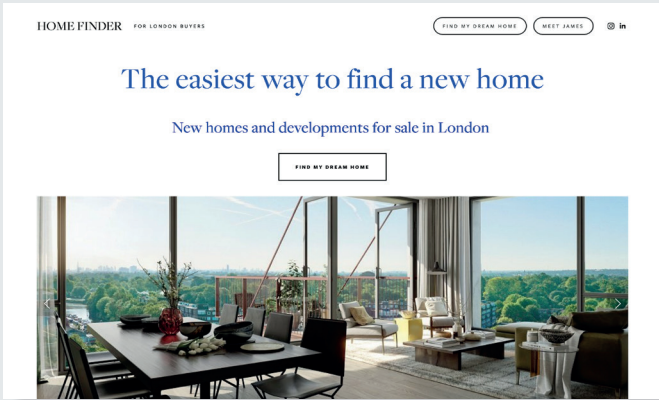 HOME FINDER
FOR LONDON BUYERS
FIND MY DREAM HOME
MEET JAMES
The easiest way to find a new home
New homes and developments for sale in London
FIND MY DREAM HOME